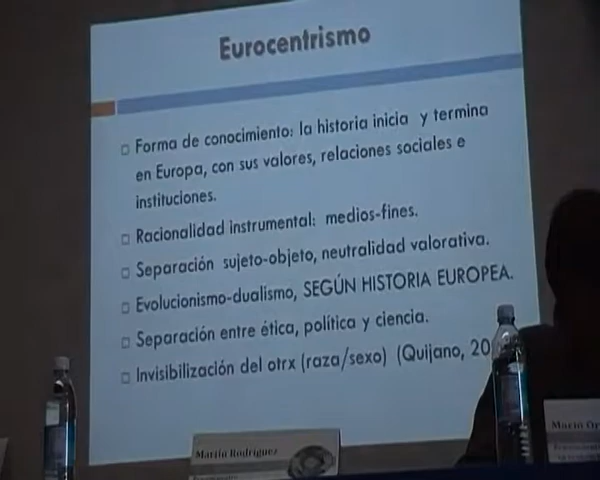 Eurocentrismo
Forma de conocimiento: la historia inicia y termina
en Europa, con sus valores, relaciones sociales e
instituciones.
Racionalidad instrumental: medios-fines.
Separación sujeto-objeto, neutralidad valorativa.
Evolucionismo-dualismo, SEGÚN HISTORIA EUROPEA.
Separación entre ética, política y ciencia.
Invisibilización del otrx (raza/sexo) (Quijano, 20
Martín Rodríguez